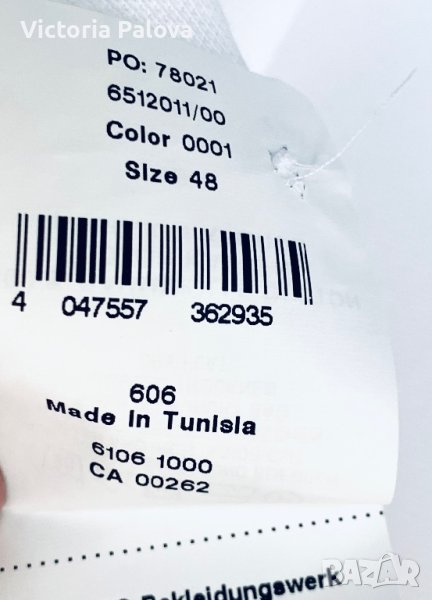 Victoria Palova
PO: 78021
6512011/00
Color 0001
Size 48
4 047557 362935
606
Made in Tunisia
6106 1000
CA 00262
Bekleidungswerk
BAZAR